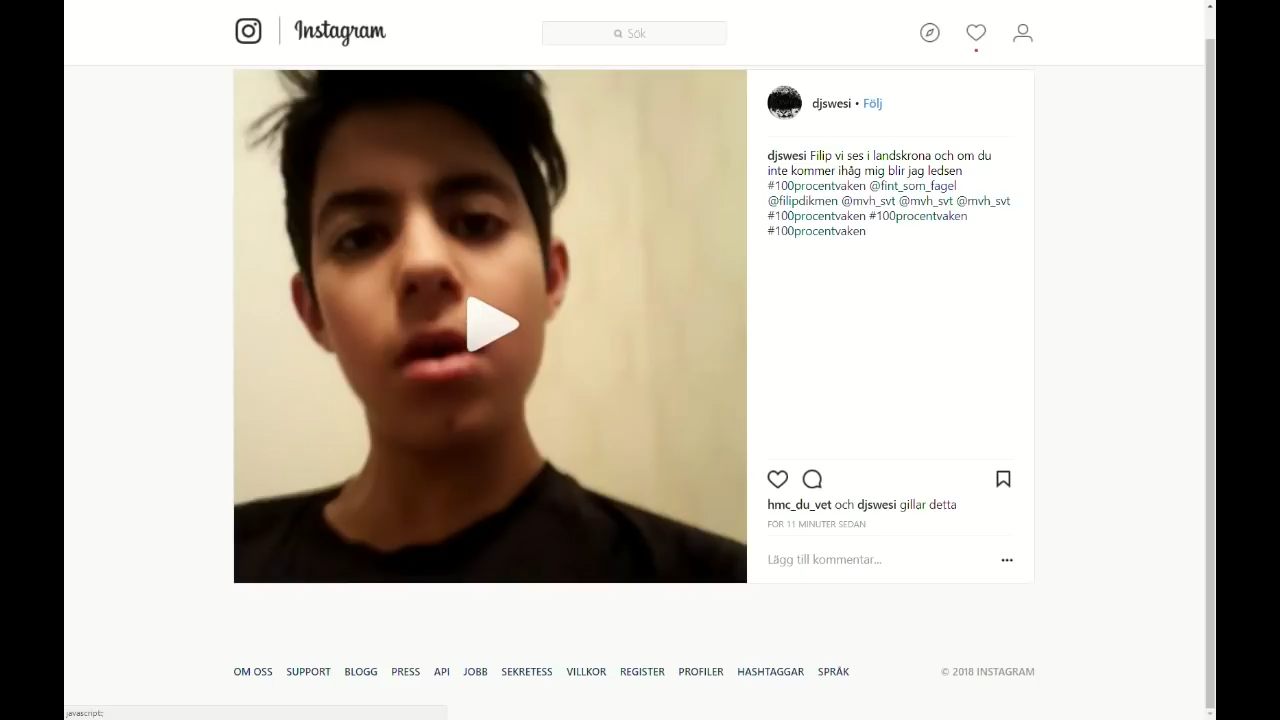 Instagram
Sök
djswesi • Följ
djswesi Filip vi ses i landskrona och om du
inte kommer ihåg mig blir jag ledsen
#100procentvaken @fint_som_fagel
@filipdikmen @mvh_svt @mvh_svt @mvh_svt
#100procentvaken #100procentvaken
#100procentvaken
hmc_du_vet och djswesi gillar detta
FÖR 11 MINUTER SEDAN
Lägg till kommentar...
OM OSS SUPPORT BLOGG PRESS API JOBB SEKRETESS VILLKOR REGISTER PROFILER HASHTAGGAR SPRÅK © 2018 INSTAGRAM
javascript:;